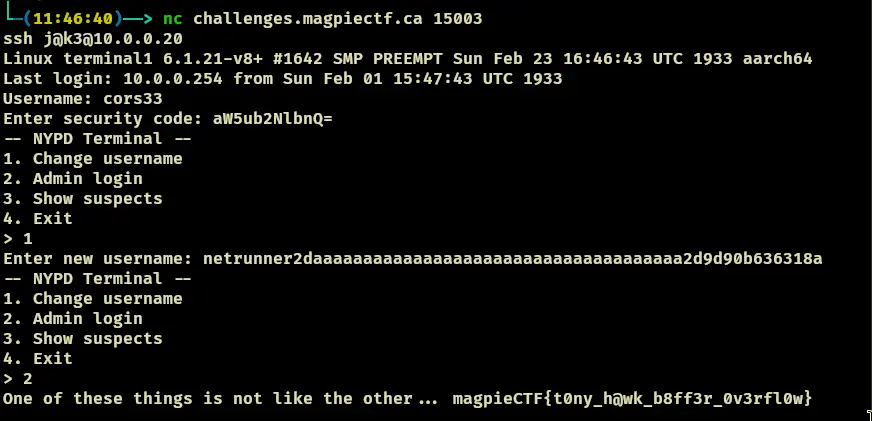 (11:46:40)—> nc challenges.magpiectf.ca 15003
ssh j@k3@10.0.0.20
Linux terminal1 6.1.21-v8+ #1642 SMP PREEMPT Sun Feb 23 16:46:43 UTC 1933 aarch64
Last login: 10.0.0.254 from Sun Feb 01 15:47:43 UTC 1933
Username: cors33
Enter security code: aW5ub2NlbnQ=
-- NYPD Terminal --
1. Change username
2. Admin login
3. Show suspects
4. Exit
> 1
Enter new username: netrunner2daaaaaaaaaaaaaaaaaaaaaaaaaaaaaaaaaaaaa2d9d90b636318a
-- NYPD Terminal --
1. Change username
2. Admin login
3. Show suspects
4. Exit
> 2
One of these things is not like the other... magpieCTF{t0ny_h@wk_b8ff3r_0v3rfl0w}